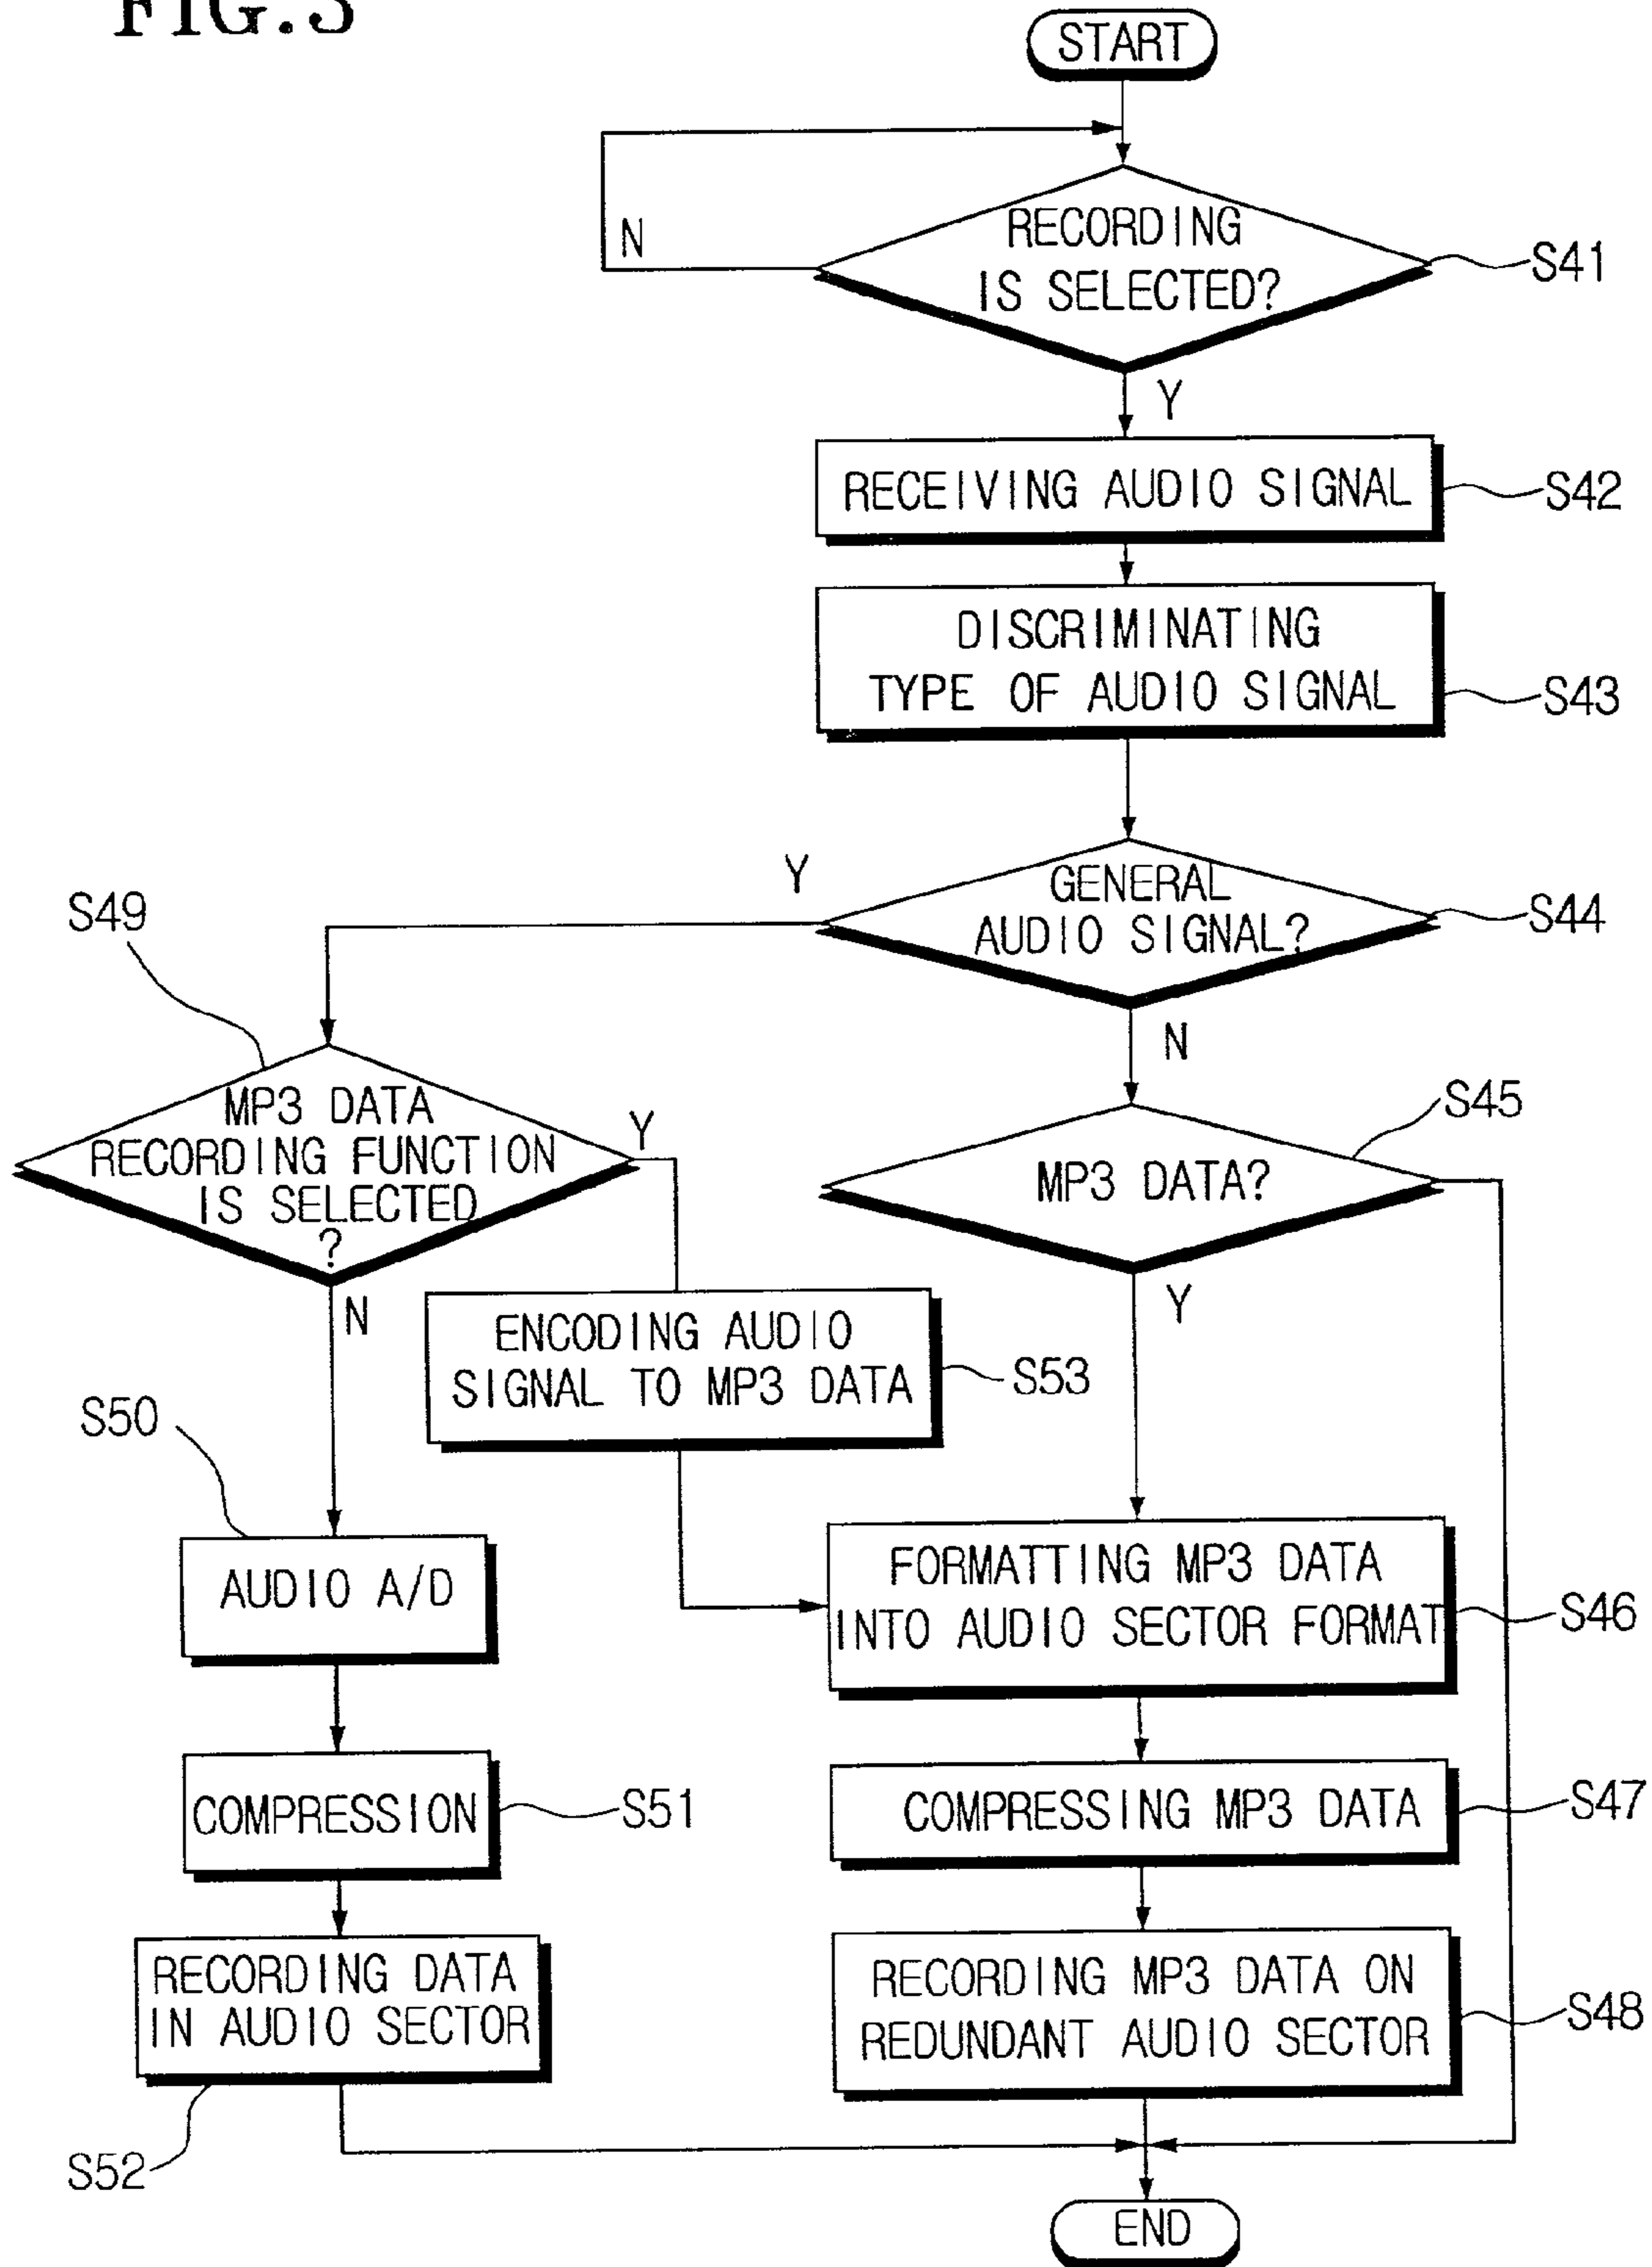 FIG.3
START
RECORDING
IS SELECTED?
S41
N
Y
RECEIVING AUDIO SIGNAL
S42
DISCRIMINATING
TYPE OF AUDIO SIGNAL
S43
GENERAL
AUDIO SIGNAL?
S44
Y
N
S49
MP3 DATA
RECORDING FUNCTION
IS SELECTED
?
Y
N
S45
MP3 DATA?
Y
ENCODING AUDIO
SIGNAL TO MP3 DATA
S53
S50
AUDIO A/D
FORMATTING MP3 DATA
INTO AUDIO SECTOR FORMAT
S46
COMPRESSION
S51
COMPRESSING MP3 DATA
S47
RECORDING DATA
IN AUDIO SECTOR
S52
RECORDING MP3 DATA ON
REDUNDANT AUDIO SECTOR
S48
END